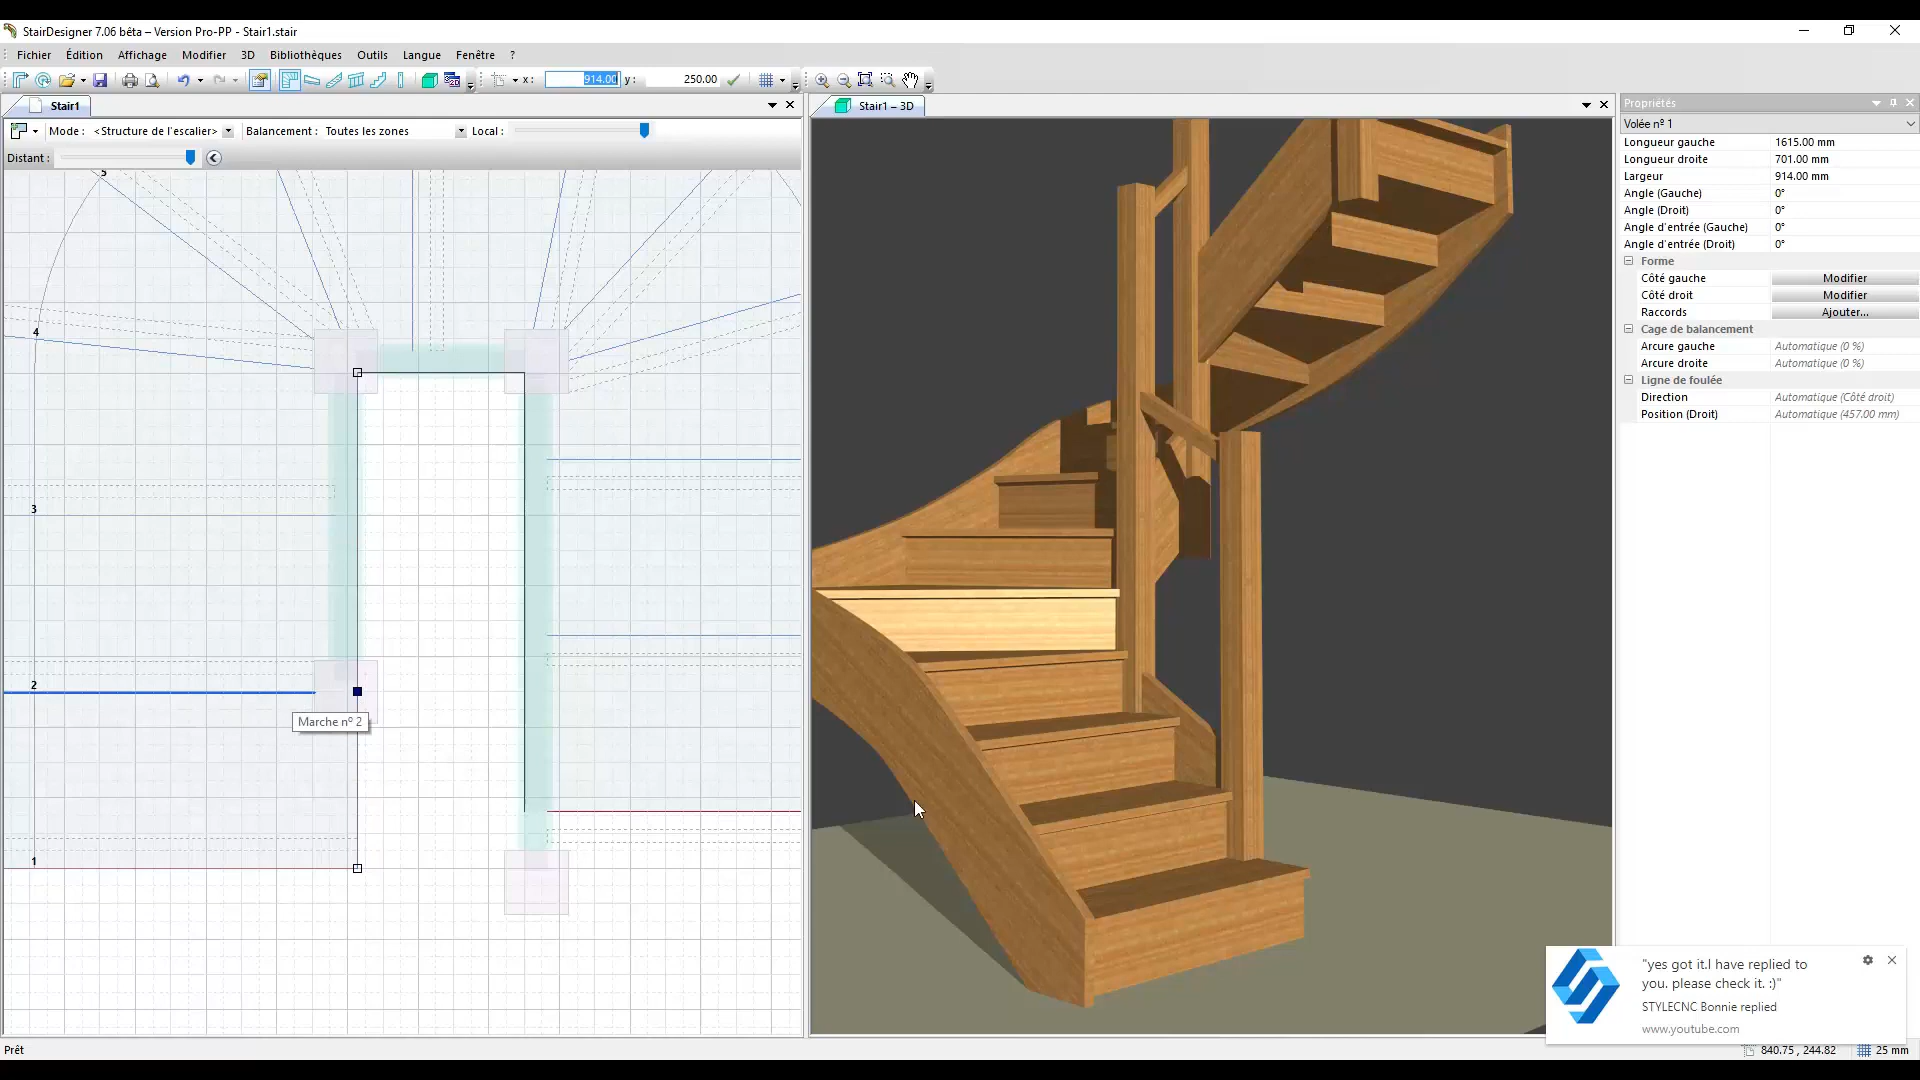 StairDesigner 7.06 bêta – Version Pro-PP - Stair1.stair
Fichier Édition Affichage Modifier 3D Bibliothèques Outils Langue Fenêtre ?
x : 914.00 y : 250.00
Stair1
Stair1 – 3D
Propriétés
Mode : <Structure de l'escalier> Balancement : Toutes les zones Local :
Distant :
Volée nº 1
Longueur gauche 1615.00 mm
Longueur droite 701.00 mm
Largeur 914.00 mm
Angle (Gauche) 0°
Angle (Droit) 0°
Angle d'entrée (Gauche) 0°
Angle d'entrée (Droit) 0°
Forme
Côté gauche Modifier
Côté droit Modifier
Raccords Ajouter...
Cage de balancement
Arcure gauche Automatique (0 %)
Arcure droite Automatique (0 %)
Ligne de foulée
Direction Automatique (Côté droit)
Position (Droit) Automatique (457.00 mm)
5
4
3
2
Marche nº 2
1
"yes got it.I have replied to
you. please check it. :)"
STYLECNC Bonnie replied
www.youtube.com
Prêt
840.75 , 244.82
25 mm